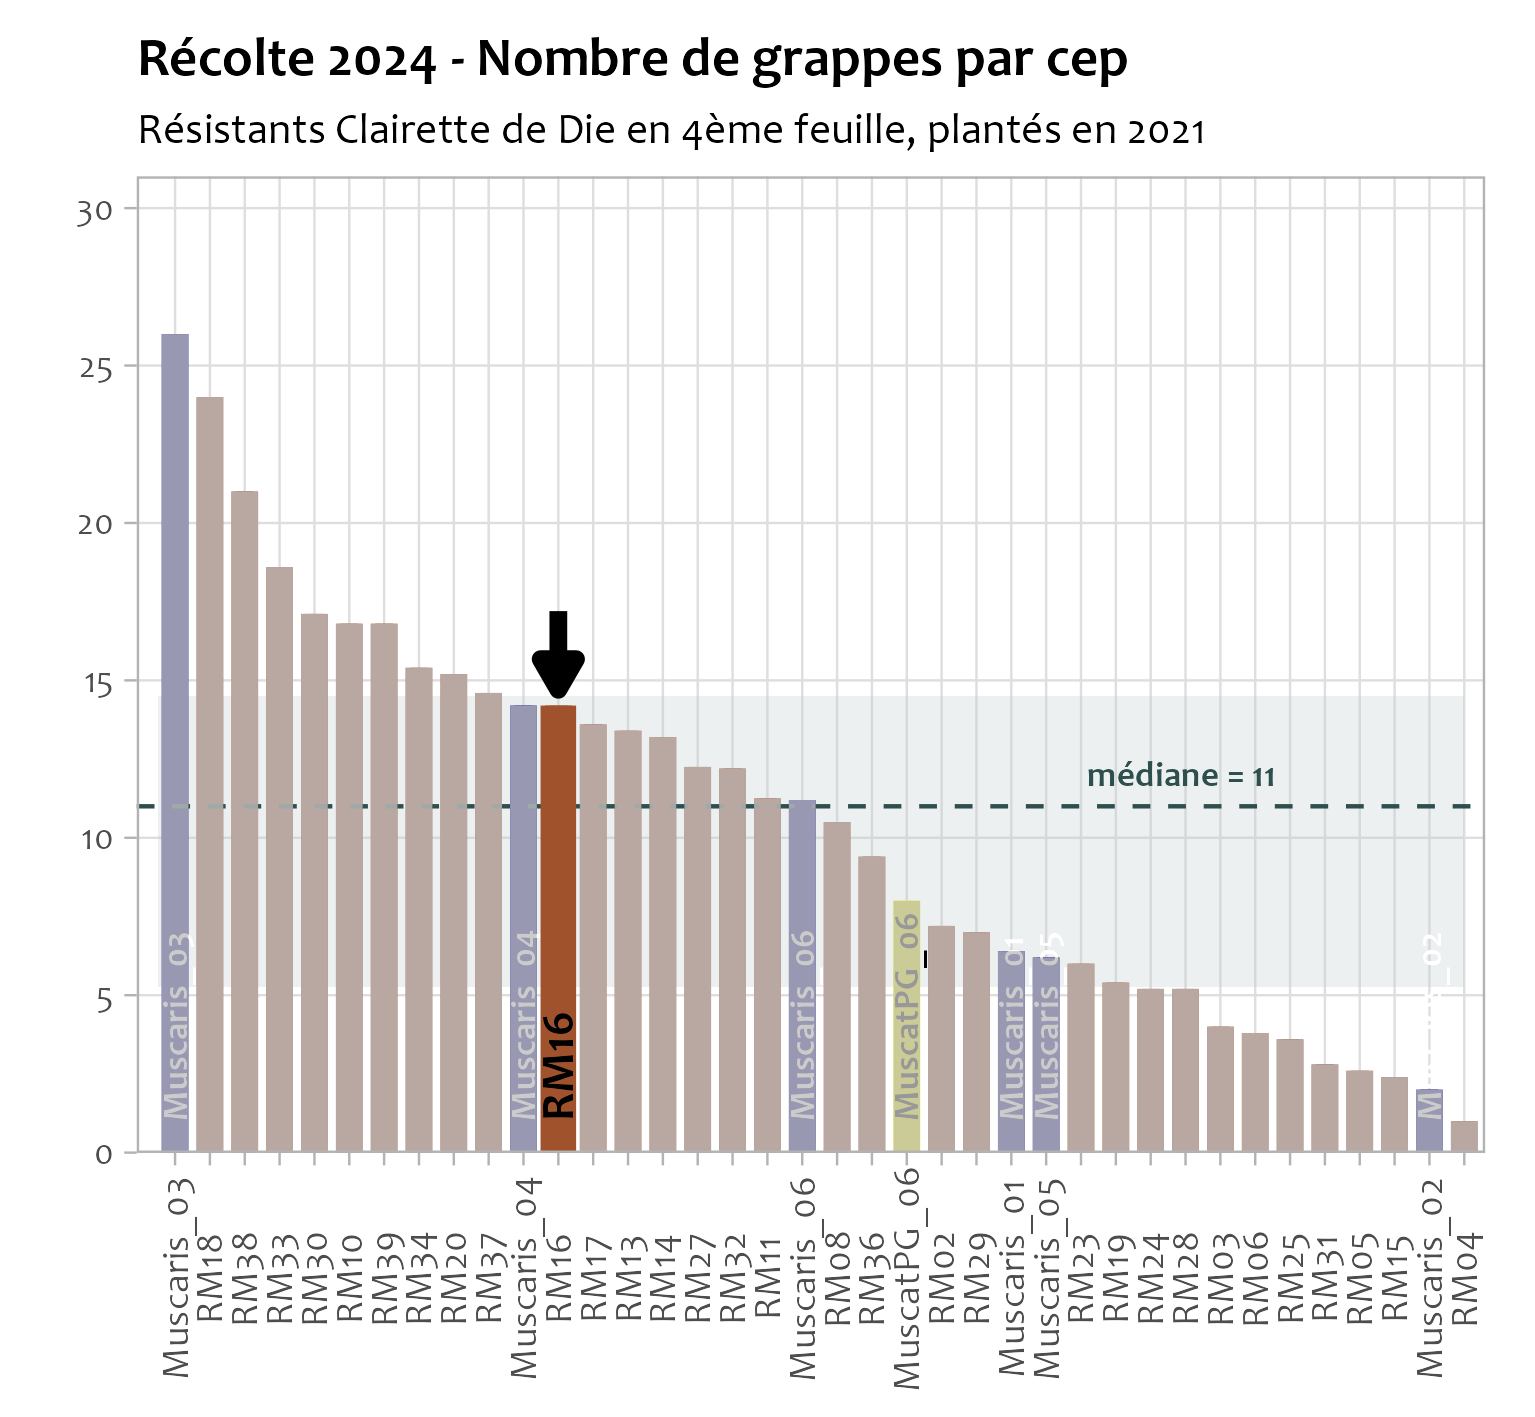 Récolte 2024 - Nombre de grappes par cep
Résistants Clairette de Die en 4ème feuille, plantés en 2021
30
25
20
15
10
5
0
médiane = 11
Muscaris_03
Muscaris_04
RM16
Muscaris_06
MuscatPG_06
Muscaris_01
Muscaris_05
Muscaris_02
Muscaris_03
RM18
RM38
RM33
RM30
RM10
RM39
RM34
RM20
RM37
Muscaris_04
RM16
RM17
RM13
RM14
RM27
RM32
RM11
Muscaris_06
RM08
RM36
MuscatPG_06
RM02
RM29
Muscaris_01
Muscaris_05
RM23
RM19
RM24
RM28
RM03
RM06
RM25
RM31
RM05
RM15
Muscaris_02
RM04